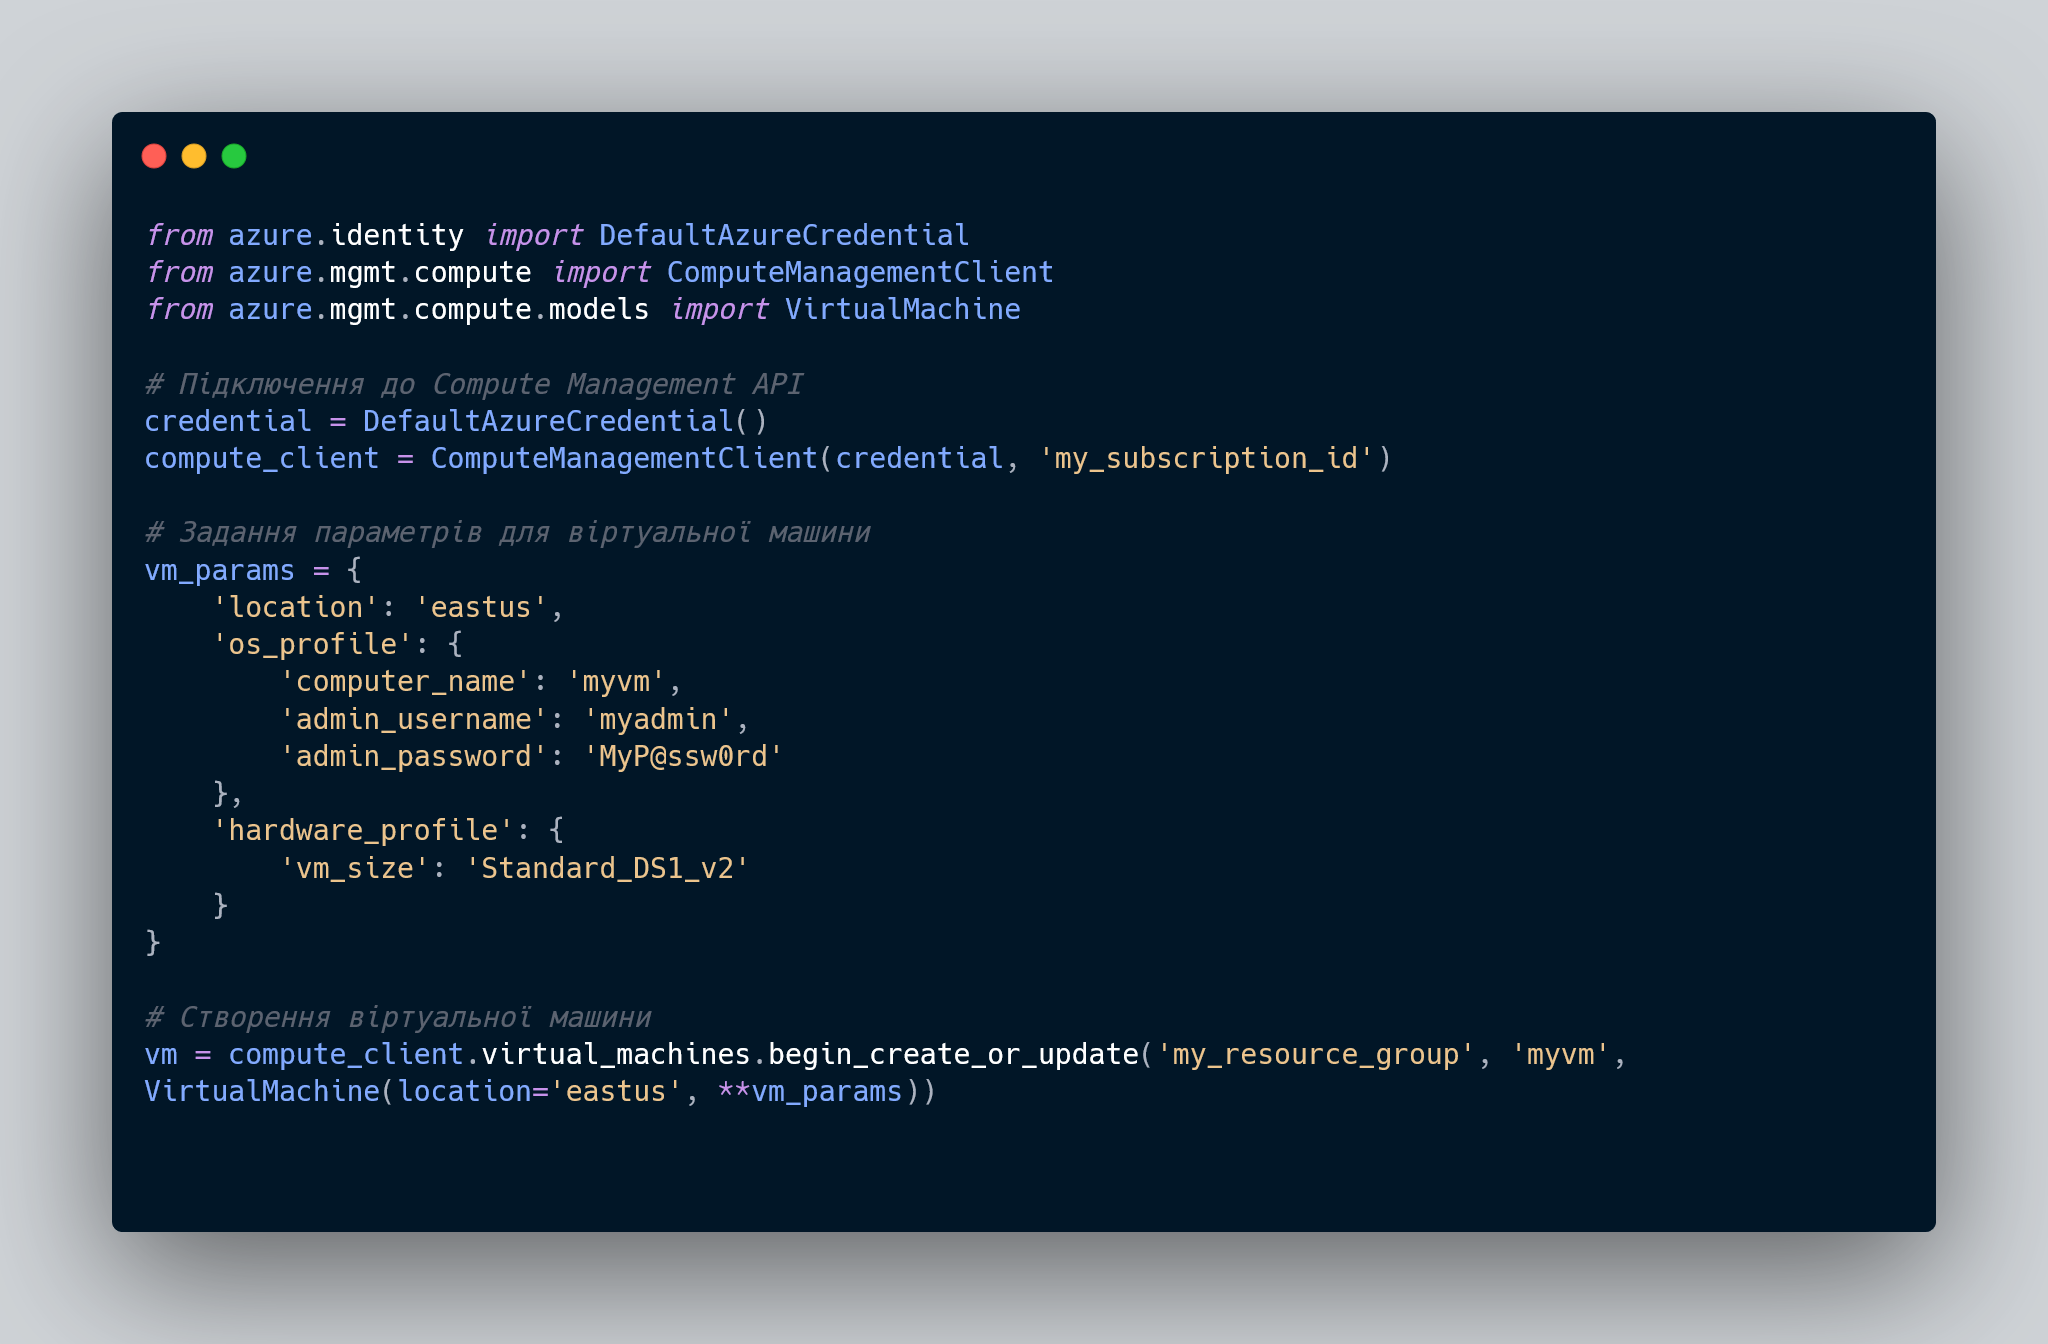 from azure.identity import DefaultAzureCredential
from azure.mgmt.compute import ComputeManagementClient
from azure.mgmt.compute.models import VirtualMachine

# Підключення до Compute Management API
credential = DefaultAzureCredential()
compute_client = ComputeManagementClient(credential, 'my_subscription_id')

# Задання параметрів для віртуальної машини
vm_params = {
    'location': 'eastus',
    'os_profile': {
        'computer_name': 'myvm',
        'admin_username': 'myadmin',
        'admin_password': 'MyP@ssw0rd'
    },
    'hardware_profile': {
        'vm_size': 'Standard_DS1_v2'
    }
}

# Створення віртуальної машини
vm = compute_client.virtual_machines.begin_create_or_update('my_resource_group', 'myvm',
VirtualMachine(location='eastus', **vm_params))